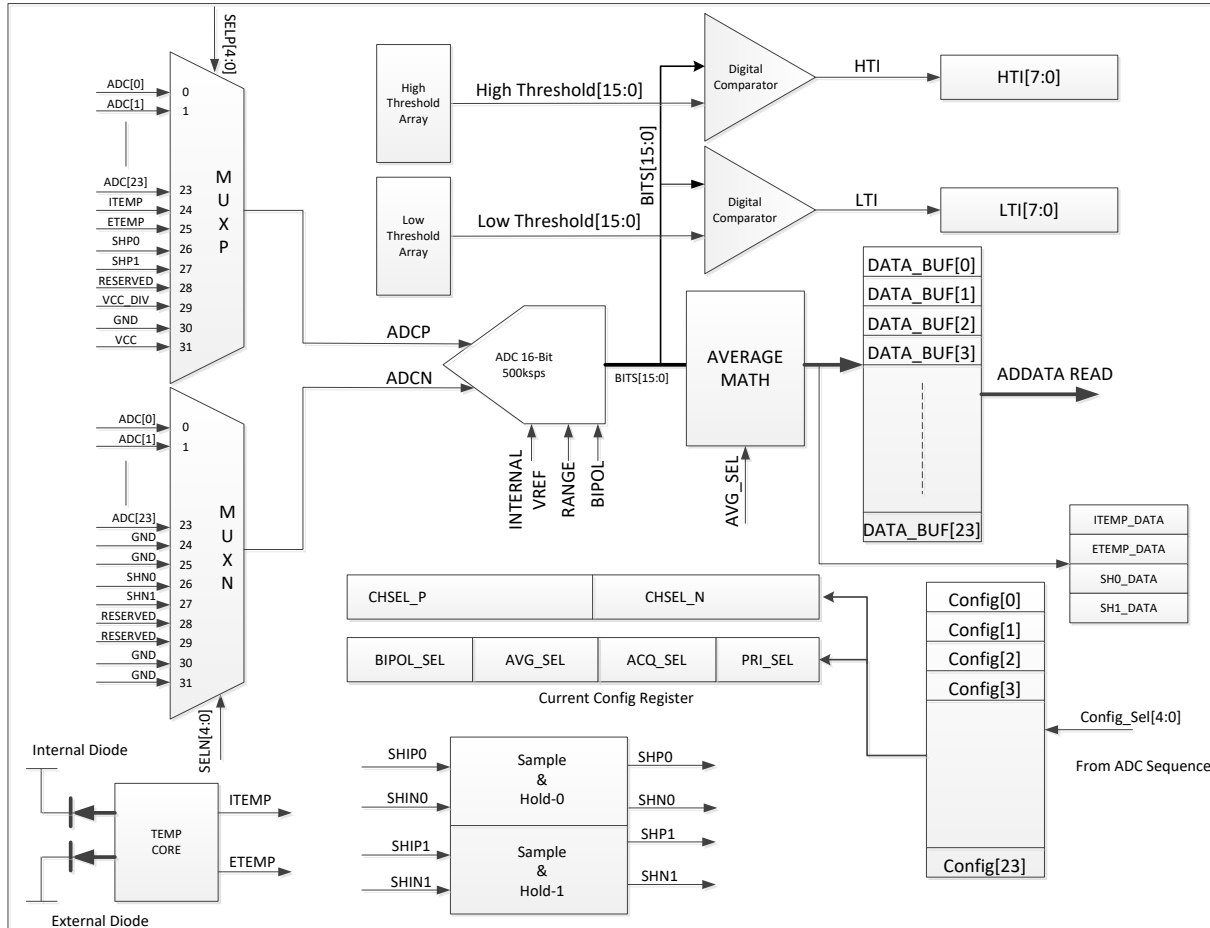 SELP[4:0]
ADC[0]
0
ADC[1]
1
ADC[23]
23
ITEMP
24
ETEMP
25
SHP0
26
SHP1
27
RESERVED
28
VCC_DIV
29
GND
30
VCC
31
M
U
X
P
High
Threshold
Array
High Threshold[15:0]
Low
Threshold
Array
Low Threshold[15:0]
BITS[15:0]
Digital
Comparator
HTI
HTI[7:0]
Digital
Comparator
LTI
LTI[7:0]
ADCP
ADCN
ADC 16-Bit
500ksps
BITS[15:0]
INTERNAL
VREF
RANGE
BIPOL
AVERAGE
MATH
AVG_SEL
DATA_BUF[0]
DATA_BUF[1]
DATA_BUF[2]
DATA_BUF[3]
DATA_BUF[23]
ADDATA READ
ITEMP_DATA
ETEMP_DATA
SH0_DATA
SH1_DATA
ADC[0]
0
ADC[1]
1
ADC[23]
23
GND
24
GND
25
SHN0
26
SHN1
27
RESERVED
28
RESERVED
29
GND
30
GND
31
M
U
X
N
SELN[4:0]
CHSEL_P
CHSEL_N
BIPOL_SEL
AVG_SEL
ACQ_SEL
PRI_SEL
Current Config Register
Config[0]
Config[1]
Config[2]
Config[3]
Config[23]
Config_Sel[4:0]
From ADC Sequence
Internal Diode
External Diode
TEMP
CORE
ITEMP
ETEMP
SHIP0
SHIN0
SHIP1
SHIN1
Sample
&
Hold-0
Sample
&
Hold-1
SHP0
SHN0
SHP1
SHN1